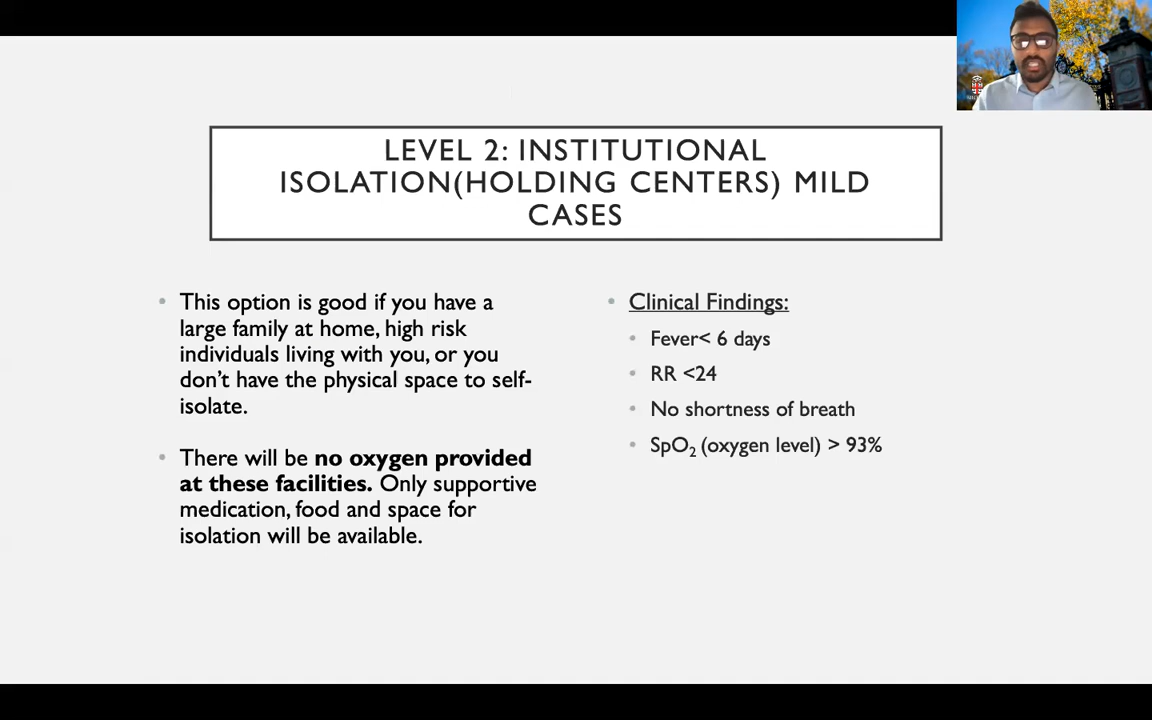 LEVEL 2: INSTITUTIONAL
ISOLATION(HOLDING CENTERS) MILD
CASES
• This option is good if you have a
large family at home, high risk
individuals living with you, or you
don't have the physical space to self-
isolate.
• There will be no oxygen provided
at these facilities. Only supportive
medication, food and space for
isolation will be available.
• Clinical Findings:
• Fever< 6 days
• RR <24
• No shortness of breath
• SpO₂ (oxygen level) > 93%